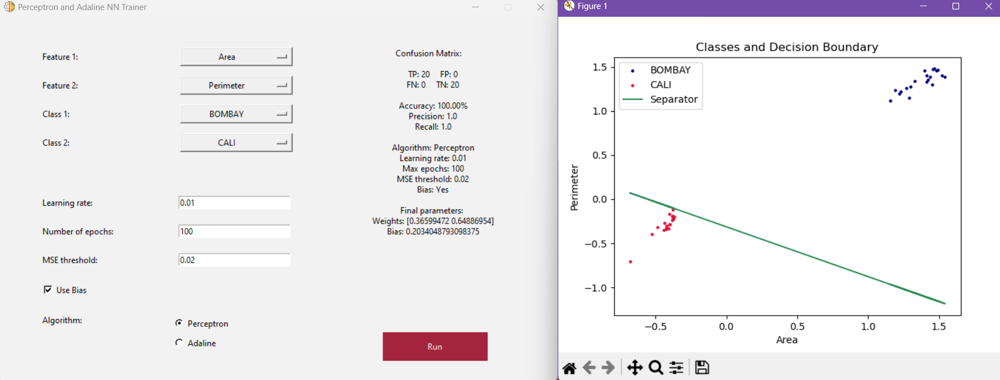 Perceptron and Adaline NN Trainer
Feature 1:
Area
Feature 2:
Perimeter
Class 1:
BOMBAY
Class 2:
CALI
Learning rate:
0.01
Number of epochs:
100
MSE threshold:
0.02
Use Bias
Algorithm:
Perceptron
Adaline
Confusion Matrix:
TP: 20 FP: 0
FN: 0 TN: 20
Accuracy: 100.00%
Precision: 1.0
Recall: 1.0
Algorithm: Perceptron
Learning rate: 0.01
Max epochs: 100
MSE threshold: 0.02
Bias: Yes
Final parameters:
Weights: [0.36599472 0.64886954]
Bias: 0.2034048793098375
Run
Figure 1
Classes and Decision Boundary
BOMBAY
CALI
Separator
1.5
1.0
0.5
0.0
−0.5
−1.0
Perimeter
−0.5
0.0
0.5
1.0
1.5
Area